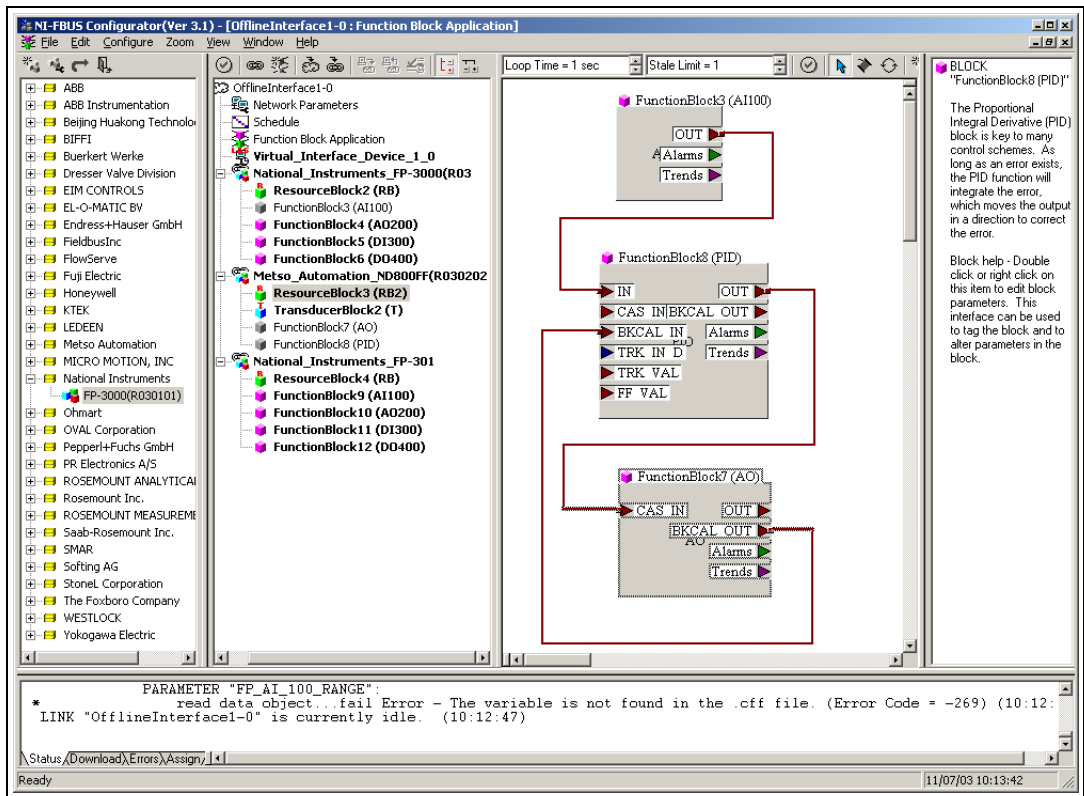 NI-FBUS Configurator(Ver 3.1) - [OfflineInterface1-0 : Function Block Application]
File Edit Configure Zoom View Window Help
Loop Time = 1 sec
Stale Limit = 1
ABB
ABB Instrumentation
Beijing Huakong Technolo
BIFFI
Buerkert Werke
Dresser Valve Division
EIM CONTROLS
EL-O-MATIC BV
Endress+Hauser GmbH
FieldbusInc
FlowServe
Fuji Electric
Honeywell
KTEK
LEDEEN
Metso Automation
MICRO MOTION, INC
National Instruments
FP-3000(R030101)
Ohmart
OVAL Corporation
Pepperl+Fuchs GmbH
PR Electronics A/S
ROSEMOUNT ANALYTICAL
Rosemount Inc.
ROSEMOUNT MEASUREME
Saab-Rosemount Inc.
SMAR
Softing AG
StoneL Corporation
The Foxboro Company
WESTLOCK
Yokogawa Electric
OfflineInterface1-0
Network Parameters
Schedule
Function Block Application
Virtual_Interface_Device_1_0
National_Instruments_FP-3000(R03
ResourceBlock2 (RB)
FunctionBlock3 (AI100)
FunctionBlock4 (AO200)
FunctionBlock5 (DI300)
FunctionBlock6 (DO400)
Metso_Automation_ND800FF(R030202
ResourceBlock3 (RB2)
TransducerBlock2 (T)
FunctionBlock7 (AO)
FunctionBlock8 (PID)
National_Instruments_FP-301
ResourceBlock4 (RB)
FunctionBlock9 (AI100)
FunctionBlock10 (AO200)
FunctionBlock11 (DI300)
FunctionBlock12 (DO400)
FunctionBlock3 (AI100)
OUT
Alarms
Trends
FunctionBlock8 (PID)
IN OUT
CAS IN BKCAL OUT
BKCAL IN Alarms
PID
TRK IN D Trends
TRK VAL
FF VAL
FunctionBlock7 (AO)
CAS IN OUT
BKCAL OUT
AO
Alarms
Trends
BLOCK
"FunctionBlock8 (PID)"
The Proportional
Integral Derivative (PID)
block is key to many
control schemes. As
long as an error exists,
the PID function will
integrate the error,
which moves the output
in a direction to correct
the error.
Block help - Double
click or right click on
this item to edit block
parameters. This
interface can be used
to tag the block and to
alter parameters in the
block.
PARAMETER "FP_AI_100_RANGE":
* read data object...fail Error - The variable is not found in the .cff file. (Error Code = -269) (10:12:
LINK "OfflineInterface1-0" is currently idle. (10:12:47)
Status Download Errors Assign
Ready
11/07/03 10:13:42